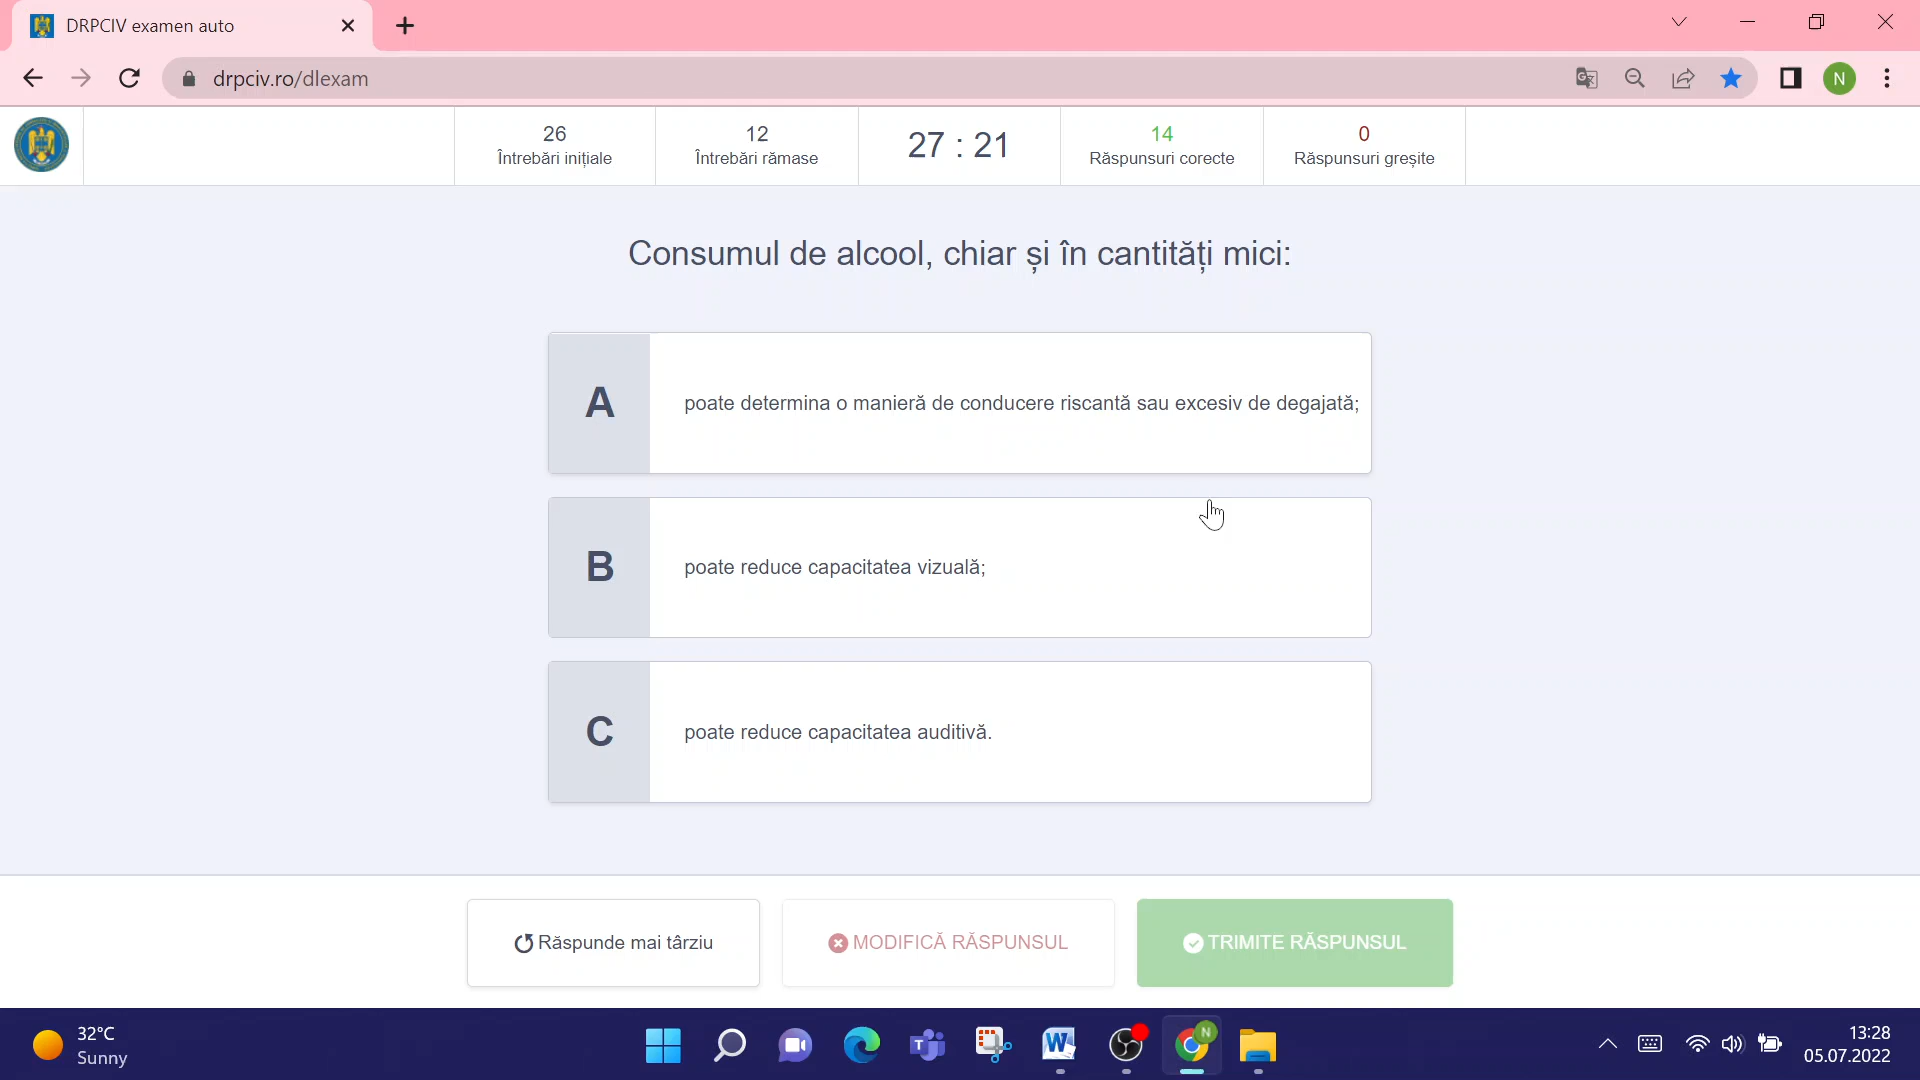 DRPCIV examen auto
drpciv.ro/dlexam
N
26
Întrebări inițiale
12
Întrebări rămase
27 : 21
14
Răspunsuri corecte
0
Răspunsuri greșite
Consumul de alcool, chiar și în cantități mici:
A
poate determina o manieră de conducere riscantă sau excesiv de degajată;
B
poate reduce capacitatea vizuală;
C
poate reduce capacitatea auditivă.
Răspunde mai târziu
MODIFICĂ RĂSPUNSUL
TRIMITE RĂSPUNSUL
32°C
Sunny
T
W
N
13:28
05.07.2022